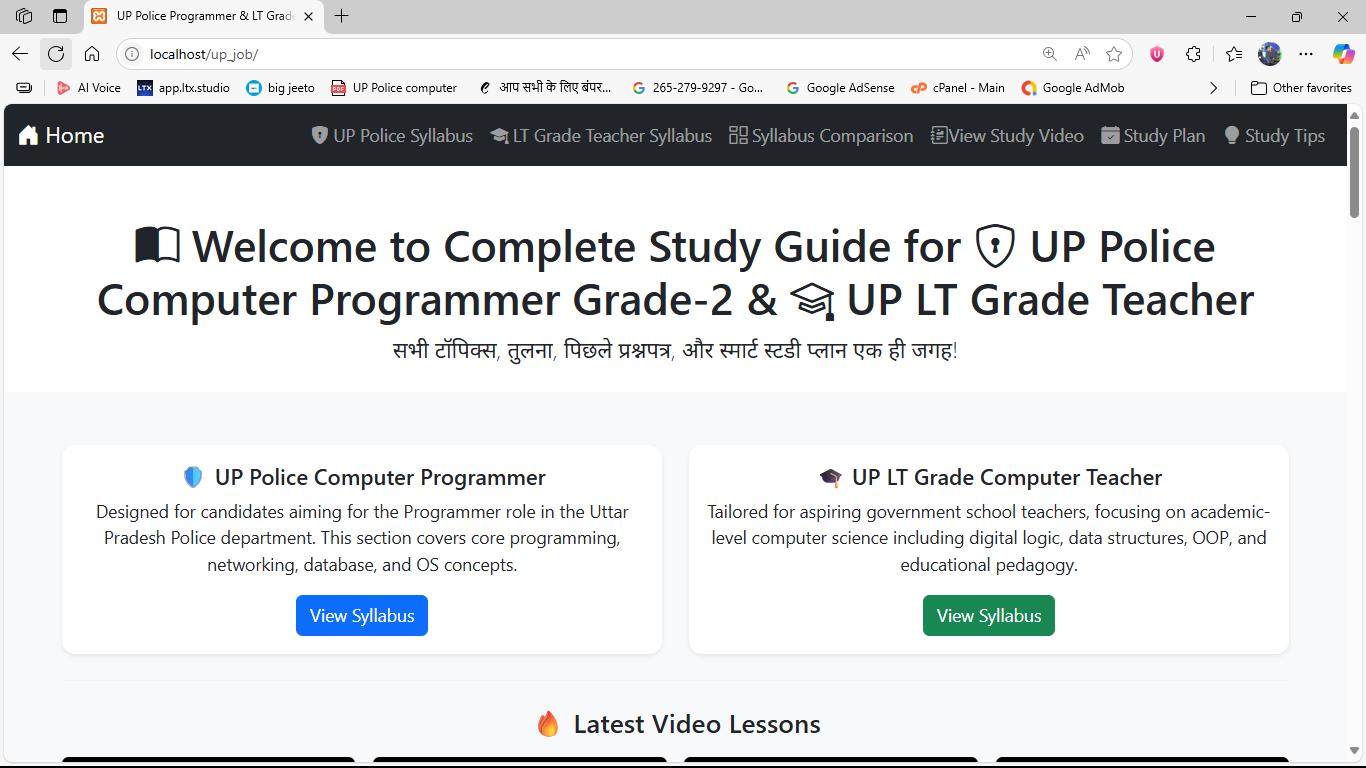 UP Police Programmer & LT Grade
localhost/up_job/
AI Voice
LTX app.ltx.studio
big jeeto
PDF UP Police computer
आप सभी के लिए बंपर...
265-279-9297 - Go...
Google AdSense
cPanel - Main
Google AdMob
Other favorites
Home
UP Police Syllabus
LT Grade Teacher Syllabus
Syllabus Comparison
View Study Video
Study Plan
Study Tips
Welcome to Complete Study Guide for UP Police
Computer Programmer Grade-2 & UP LT Grade Teacher
सभी टॉपिक्स, तुलना, पिछले प्रश्नपत्र, और स्मार्ट स्टडी प्लान एक ही जगह!
UP Police Computer Programmer
Designed for candidates aiming for the Programmer role in the Uttar
Pradesh Police department. This section covers core programming,
networking, database, and OS concepts.
View Syllabus
UP LT Grade Computer Teacher
Tailored for aspiring government school teachers, focusing on academic-
level computer science including digital logic, data structures, OOP, and
educational pedagogy.
View Syllabus
Latest Video Lessons